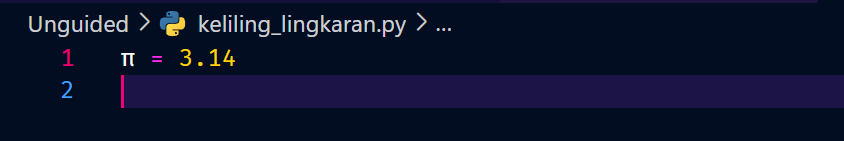 Unguided > keliling_lingkaran.py > ...
1 π = 3.14
2